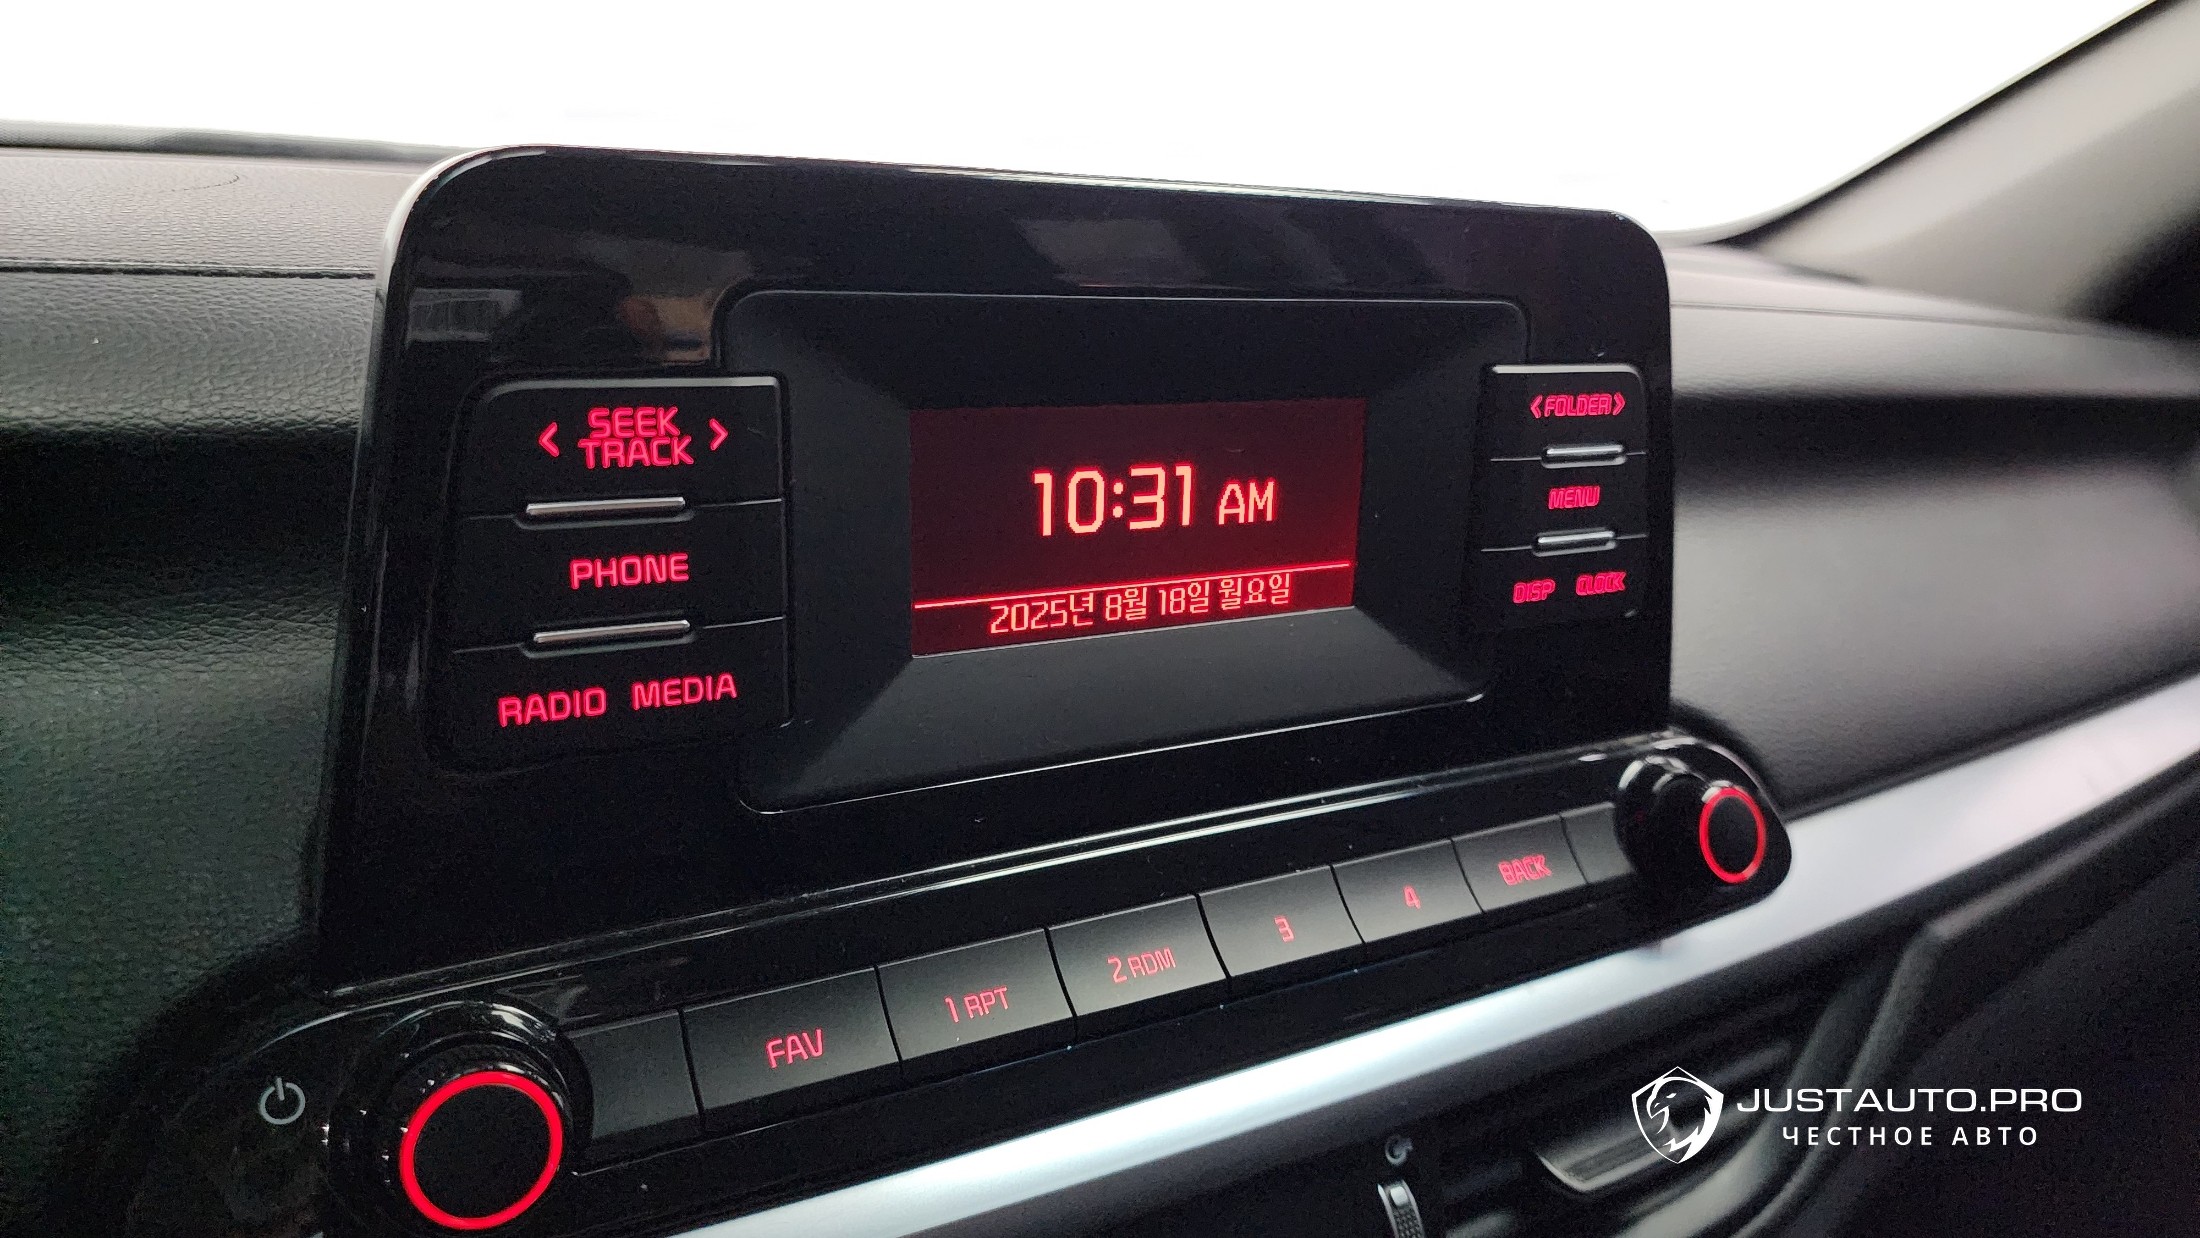 < SEEK TRACK >
PHONE
RADIO MEDIA
10:31 AM
2025년 8월 18일 월요일
<FOLDER>
MENU
DISP CLOCK
FAV
1 RPT
2 RDM
3
4
BACK
JUSTAUTO.PRO
ЧЕСТНОЕ АВТО